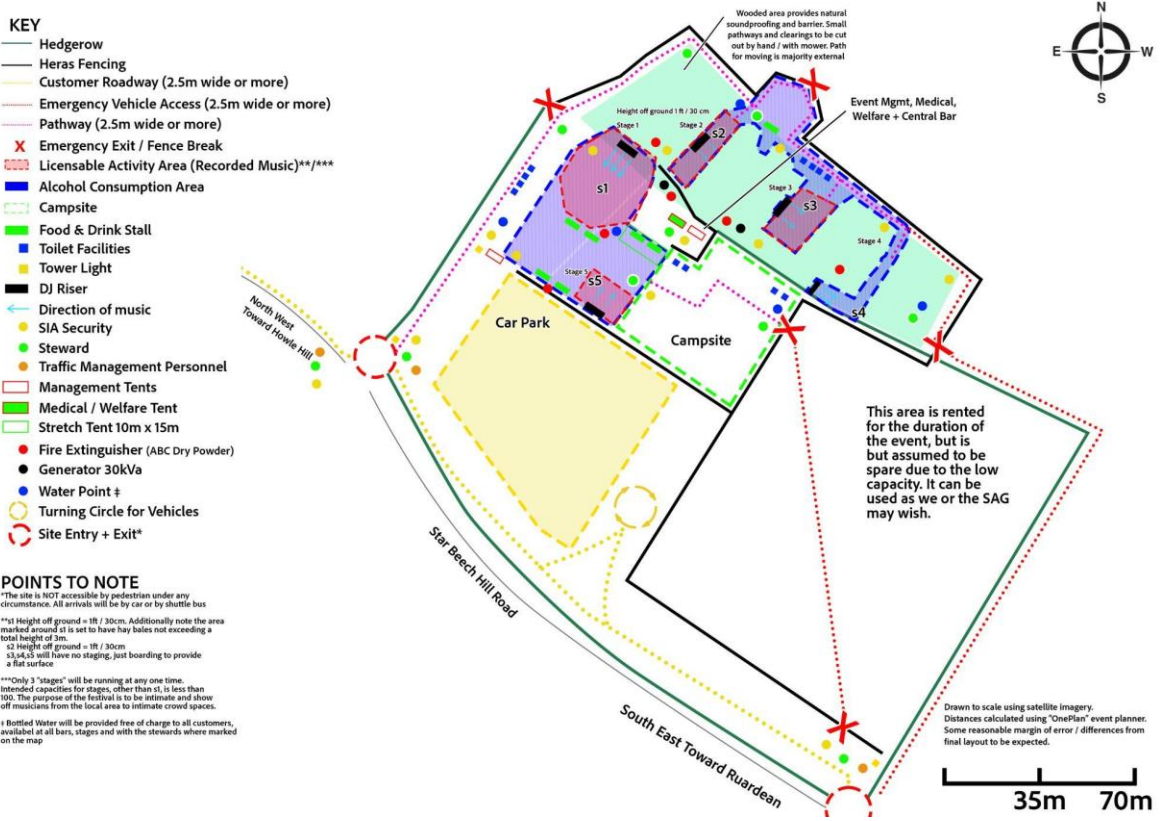 KEY
Hedgerow
Heras Fencing
Customer Roadway (2.5m wide or more)
Emergency Vehicle Access (2.5m wide or more)
Pathway (2.5m wide or more)
X Emergency Exit / Fence Break
Licensable Activity Area (Recorded Music)**/***
Alcohol Consumption Area
Campsite
Food & Drink Stall
Toilet Facilities
Tower Light
DJ Riser
Direction of music
SIA Security
Steward
Traffic Management Personnel
Management Tents
Medical / Welfare Tent
Stretch Tent 10m x 15m
Fire Extinguisher (ABC Dry Powder)
Generator 30kVa
Water Point ‡
Turning Circle for Vehicles
Site Entry + Exit*
POINTS TO NOTE
*The site is NOT accessible by pedestrian under any
circumstance. All arrivals will be by car or by shuttle bus
**s1 Height off ground = 1ft / 30cm. Additionally note the area
marked around s1 is set to have hay bales not exceeding a
total height of 3m.
s2 Height off ground = 1ft / 30cm
s3,s4,s5 will have no staging, just boarding to provide
a flat surface
***Only 3 "stages" will be running at any one time.
Intended capacities for stages, other than s1, is less than
100. The purpose of the festival is to be intimate and show
off musicians from the local area to intimate crowd spaces.
‡ Bottled Water will be provided free of charge to all customers,
availabel at all bars, stages and with the stewards where marked
on the map
Wooded area provides natural
soundproofing and barrier. Small
pathways and clearings to be cut
out by hand / with mower. Path
for moving is majority external
N
E
W
S
Event Mgmt, Medical,
Welfare + Central Bar
Height off ground 1 ft / 30 cm
Stage 1
Stage 2
s2
s1
Stage 3
s3
Stage 4
s4
Stage 5
s5
Car Park
Campsite
North West
Toward Howle Hill
This area is rented
for the duration of
the event, but is
but assumed to be
spare due to the low
capacity. It can be
used as we or the SAG
may wish.
Star Beech Hill Road
South East Toward Ruardean
Drawn to scale using satellite imagery.
Distances calculated using "OnePlan" event planner.
Some reasonable margin of error / differences from
final layout to be expected.
35m
70m